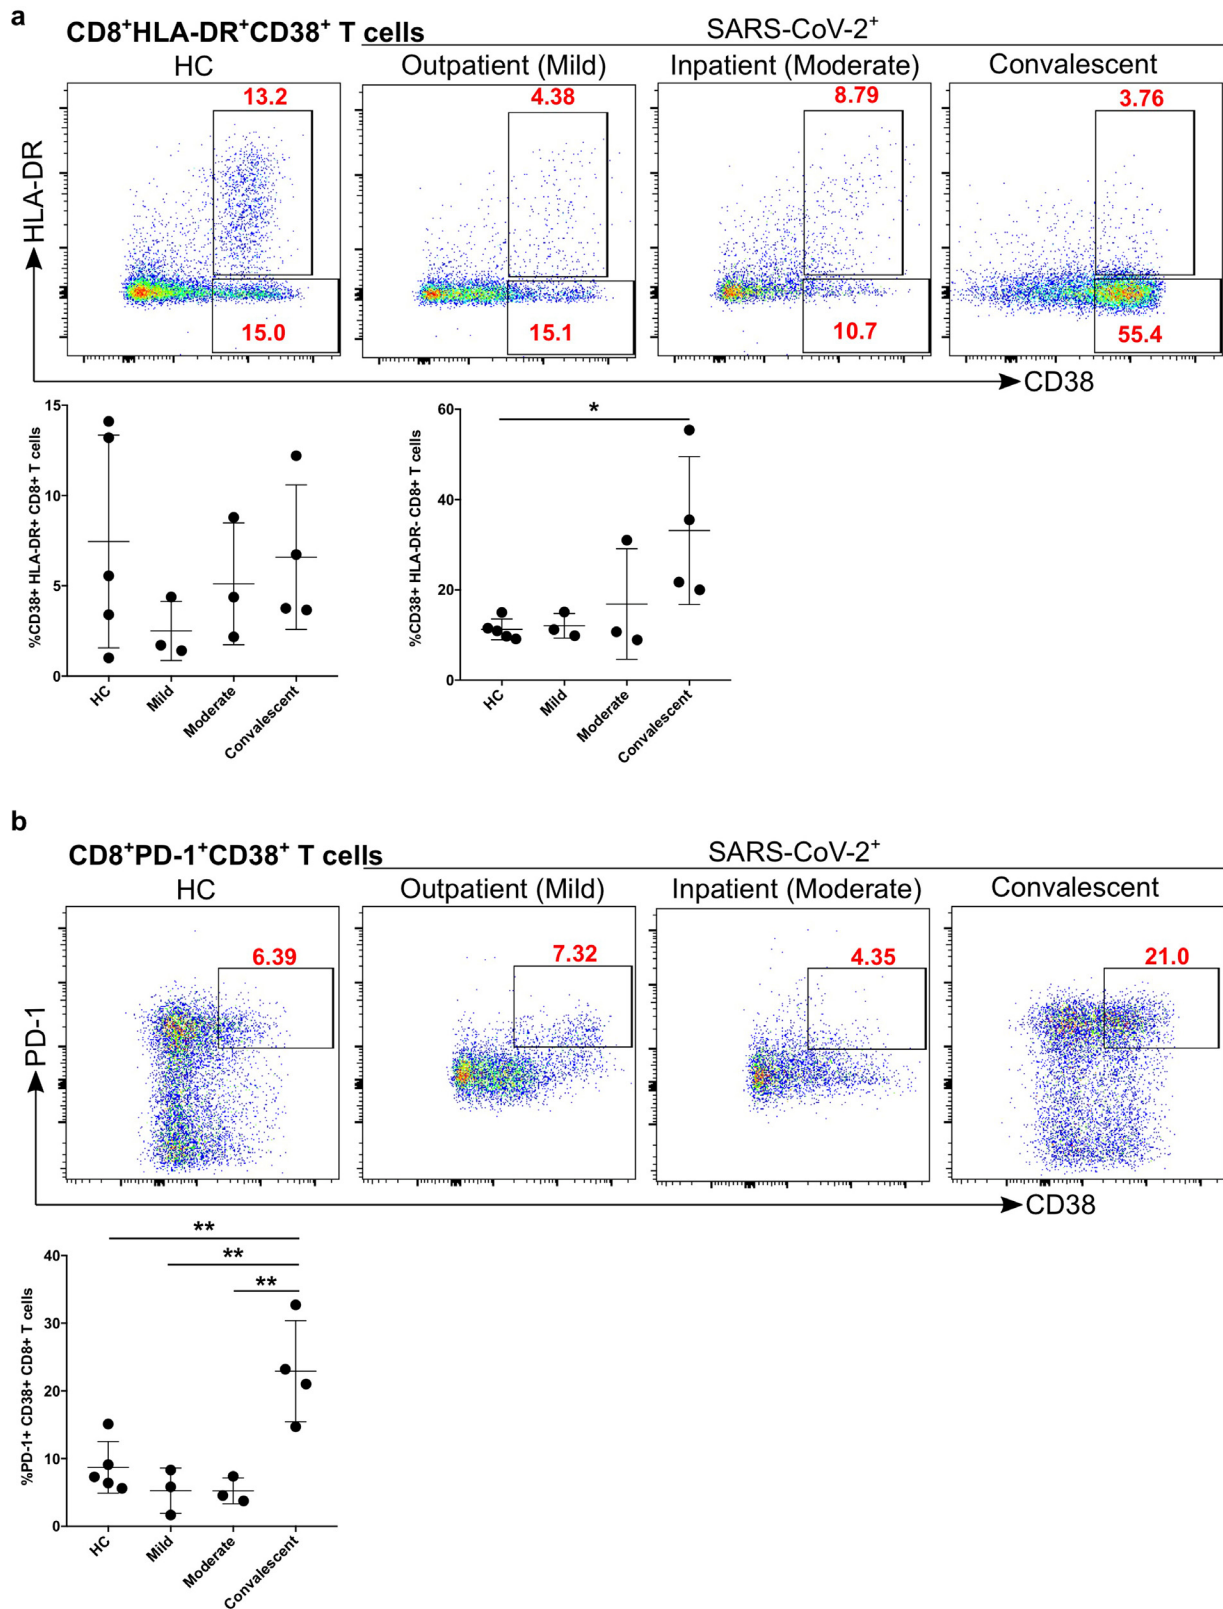 a
CD8+HLA-DR+CD38+ T cells
SARS-CoV-2+
HC
Outpatient (Mild)
Inpatient (Moderate)
Convalescent
13.2
4.38
8.79
3.76
HLA-DR
15.0
15.1
10.7
55.4
CD38
%CD38+ HLA-DR+ CD8+ T cells
15
10
5
0
HC
Mild
Moderate
Convalescent
%CD38+ HLA-DR- CD8+ T cells
*
60
40
20
0
HC
Mild
Moderate
Convalescent
b
CD8+PD-1+CD38+ T cells
SARS-CoV-2+
HC
Outpatient (Mild)
Inpatient (Moderate)
Convalescent
6.39
7.32
4.35
21.0
PD-1
CD38
%PD-1+ CD38+ CD8+ T cells
**
**
**
40
30
20
10
0
HC
Mild
Moderate
Convalescent